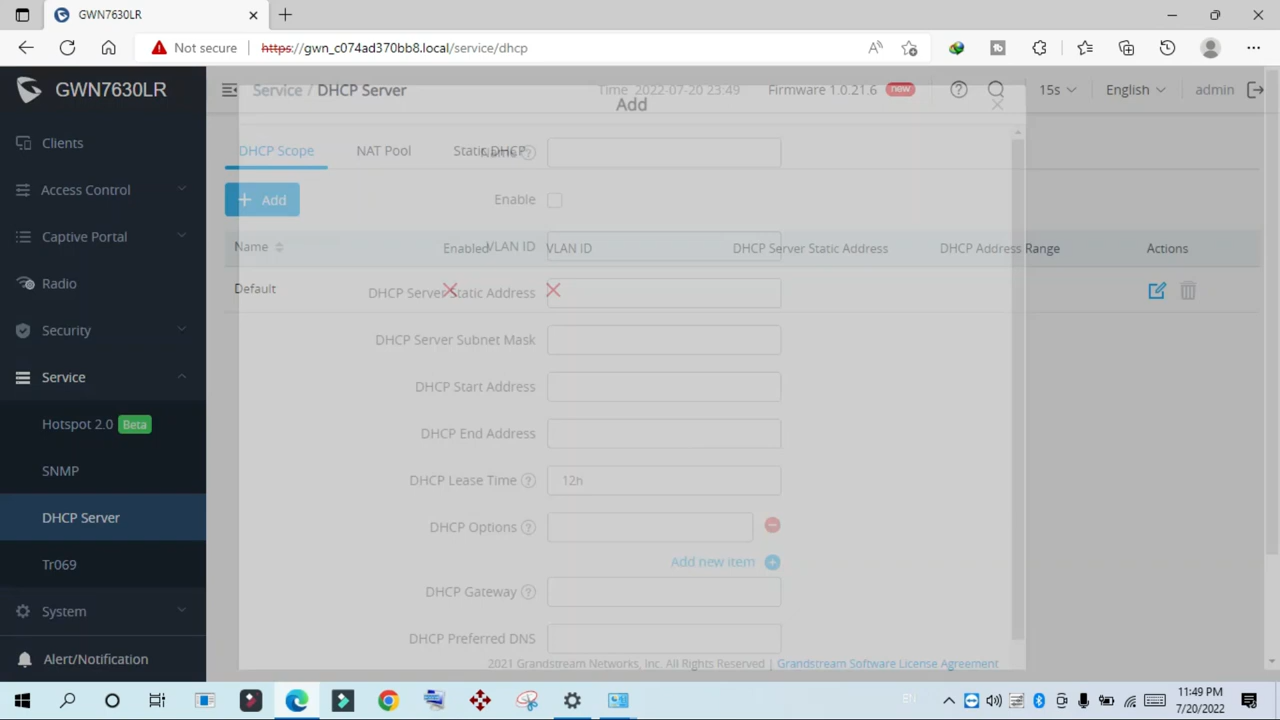 GWN7630LR
Not secure
https://gwn_c074ad370bb8.local/service/dhcp
GWN7630LR
Service / DHCP Server
Time 2022-07-20 23:49
Firmware 1.0.21.6
new
15s
English
admin
Add
Clients
Access Control
Captive Portal
Radio
Security
Service
Hotspot 2.0 Beta
SNMP
DHCP Server
Tr069
System
Alert/Notification
DHCP Scope
NAT Pool
Static DHCP
Add
Name
Enabled
VLAN ID
DHCP Server Static Address
DHCP Address Range
Actions
Default
Name
Enable
VLAN ID
DHCP Server Static Address
DHCP Server Subnet Mask
DHCP Start Address
DHCP End Address
DHCP Lease Time
12h
DHCP Options
Add new item
DHCP Gateway
DHCP Preferred DNS
2021 Grandstream Networks, Inc. All Rights Reserved | Grandstream Software License Agreement
EN
11:49 PM
7/20/2022